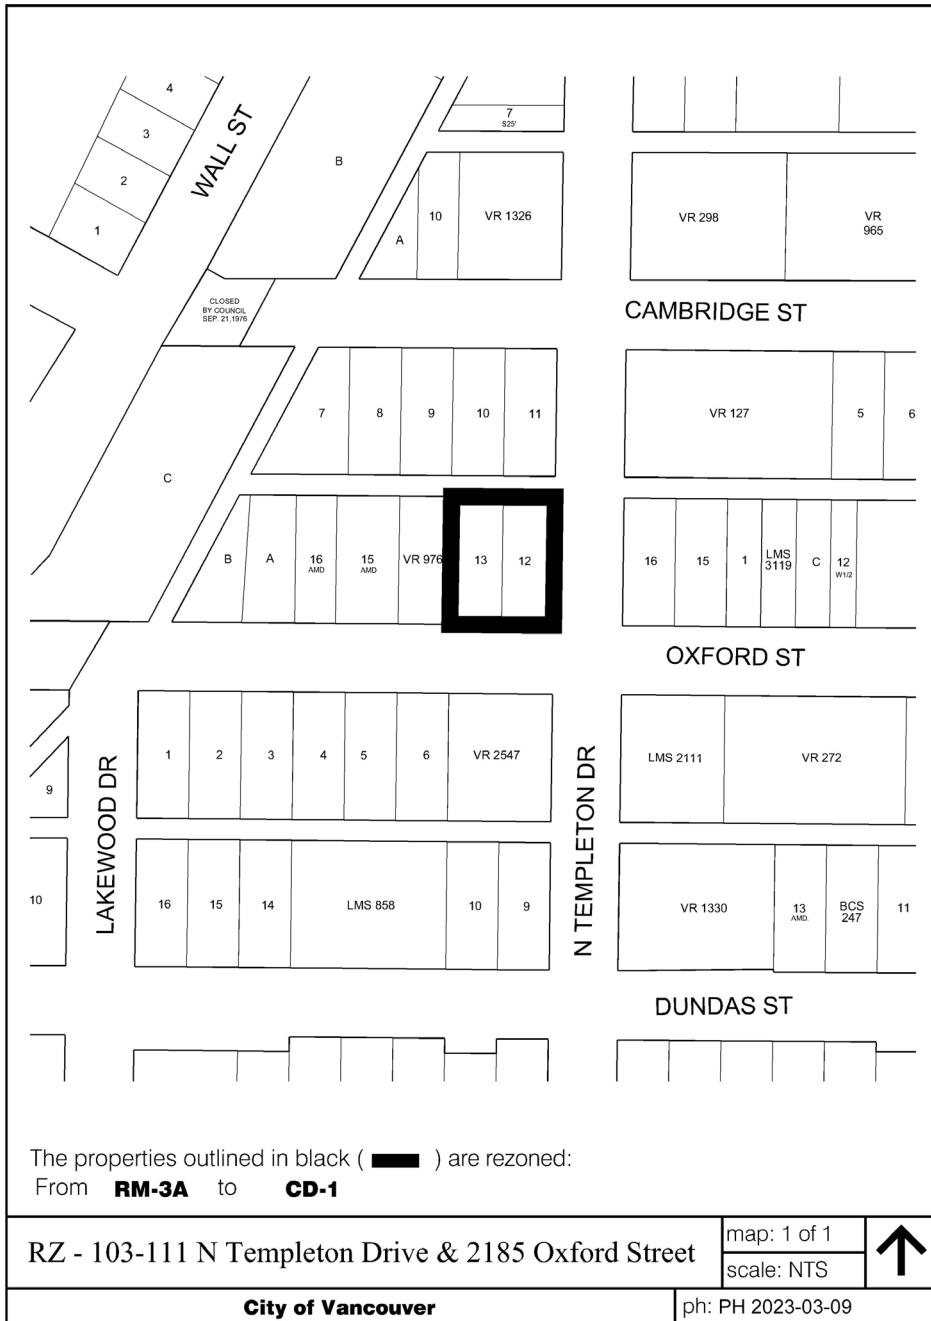 4
3
2
1
WALL ST
B
7
S25'
A
10
VR 1326
VR 298
VR
965
CLOSED
BY COUNCIL
SEP. 21,1976
CAMBRIDGE ST
7
8
9
10
11
VR 127
5
6
C
B
A
16
AMD
15
AMD
VR 976
13
12
16
15
1
LMS
3119
C
12
W1/2
OXFORD ST
9
LAKEWOOD DR
1
2
3
4
5
6
VR 2547
N TEMPLETON DR
LMS 2111
VR 272
10
16
15
14
LMS 858
10
9
VR 1330
13
AMD.
BCS
247
11
DUNDAS ST
The properties outlined in black ( ) are rezoned:
From RM-3A to CD-1
RZ - 103-111 N Templeton Drive & 2185 Oxford Street
map: 1 of 1
scale: NTS
City of Vancouver
ph: PH 2023-03-09